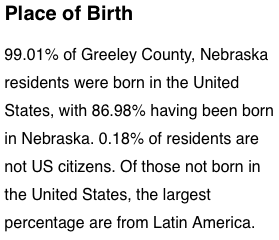 Place of Birth
99.01% of Greeley County, Nebraska
residents were born in the United
States, with 86.98% having been born
in Nebraska. 0.18% of residents are
not US citizens. Of those not born in
the United States, the largest
percentage are from Latin America.